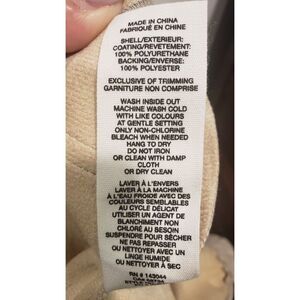 MADE IN CHINA
FABRIQUÉ EN CHINE
SHELL/EXTERIEUR:
COATING/REVETEMENT:
100% POLYURETHANE
BACKING/ENVERSE:
100% POLYESTER
EXCLUSIVE OF TRIMMING
GARNITURE NON COMPRISE
WASH INSIDE OUT
MACHINE WASH COLD
WITH LIKE COLOURS
AT GENTLE SETTING
ONLY NON-CHLORINE
BLEACH WHEN NEEDED
HANG TO DRY
DO NOT IRON
OR CLEAN WITH DAMP
CLOTH
OR DRY CLEAN
LAVER À L'ENVERS
LAVER À LA MACHINE
À L'EAU FROIDE AVEC DES
COULEURS SEMBLABLES
AU CYCLE DÉLICAT
UTILISER UN AGENT DE
BLANCHIMENT NON
CHLORÉ AU BESOIN
SUSPENDRE POUR SÉCHER
NE PAS REPASSER
OU NETTOYER AVEC UN
LINGE HUMIDE
OU NETTOYER À SEC
RN # 143044